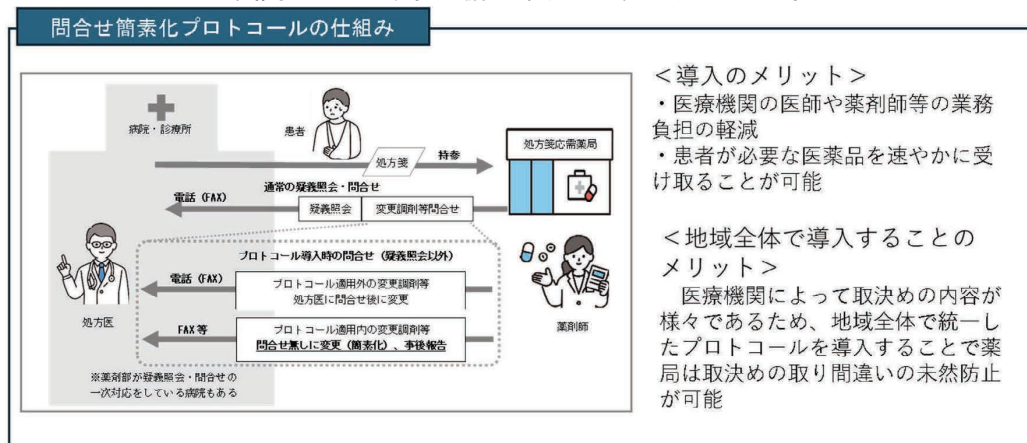 問合せ簡素化プロトコールの仕組み
病院・診療所
患者
処方箋
持参
処方箋応需薬局
通常の疑義照会・問合せ
電話（FAX）
疑義照会
変更調剤等問合せ
プロトコール導入時の問合せ（疑義照会以外）
電話（FAX）
プロトコール適用外の変更調剤等
処方医に問合せ後に変更
処方医
薬剤師
FAX等
プロトコール適用内の変更調剤等
問合せ無しに変更（簡素化）、事後報告
※薬剤部が疑義照会・問合せの
一次対応をしている病院もある
＜導入のメリット＞
・医療機関の医師や薬剤師等の業務
負担の軽減
・患者が必要な医薬品を速やかに受
け取ることが可能
＜地域全体で導入することの
メリット＞
医療機関によって取決めの内容が
様々であるため、地域全体で統一し
たプロトコールを導入することで薬
局は取決めの取り間違いの未然防止
が可能